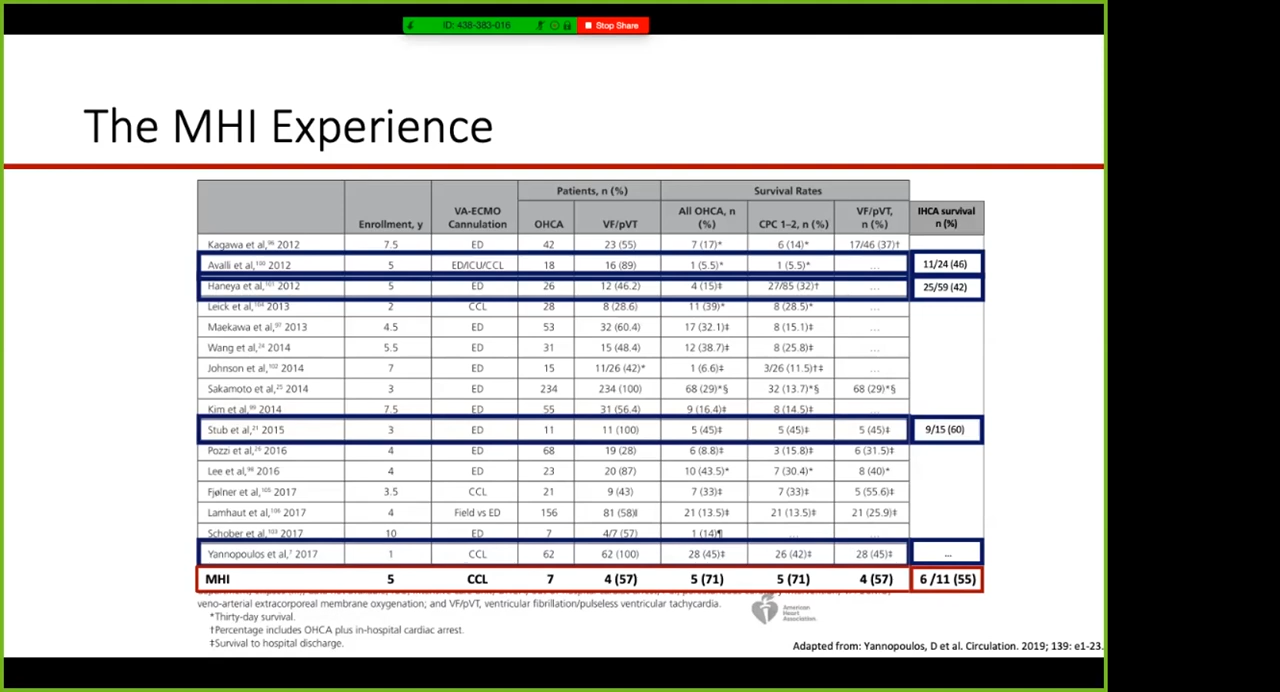 ID: 438-383-016 Stop Share
The MHI Experience
Patients, n (%) Survival Rates
Enrollment, y VA-ECMO Cannulation OHCA VF/pVT All OHCA, n (%) CPC 1–2, n (%) VF/pVT, n (%) IHCA survival n (%)
Kagawa et al,⁹⁶ 2012 7.5 ED 42 23 (55) 7 (17)* 6 (14)* 17/46 (37)†
Avalli et al,¹⁰⁰ 2012 5 ED/ICU/CCL 18 16 (89) 1 (5.5)* 1 (5.5)* ... 11/24 (46)
Haneya et al,¹⁰¹ 2012 5 ED 26 12 (46.2) 4 (15)‡ 27/85 (32)† ... 25/59 (42)
Leick et al,¹⁰⁴ 2013 2 CCL 28 8 (28.6) 11 (39)* 8 (28.5)* ...
Maekawa et al,⁹⁷ 2013 4.5 ED 53 32 (60.4) 17 (32.1)‡ 8 (15.1)‡ ...
Wang et al,²⁴ 2014 5.5 ED 31 15 (48.4) 12 (38.7)‡ 8 (25.8)‡ ...
Johnson et al,¹⁰² 2014 7 ED 15 11/26 (42)* 1 (6.6)‡ 3/26 (11.5)†‡ ...
Sakamoto et al,²⁵ 2014 3 ED 234 234 (100) 68 (29)*§ 32 (13.7)*§ 68 (29)*§
Kim et al,⁹⁹ 2014 7.5 ED 55 31 (56.4) 9 (16.4)‡ 8 (14.5)‡ ...
Stub et al,²¹ 2015 3 ED 11 11 (100) 5 (45)‡ 5 (45)‡ 5 (45)‡ 9/15 (60)
Pozzi et al,²⁶ 2016 4 ED 68 19 (28) 6 (8.8)‡ 3 (15.8)‡ 6 (31.5)‡
Lee et al,⁹⁸ 2016 4 ED 23 20 (87) 10 (43.5)* 7 (30.4)* 8 (40)*
Fjølner et al,¹⁰⁵ 2017 3.5 CCL 21 9 (43) 7 (33)‡ 7 (33)‡ 5 (55.6)‡
Lamhaut et al,¹⁰⁶ 2017 4 Field vs ED 156 81 (58)‖ 21 (13.5)‡ 21 (13.5)‡ 21 (25.9)‡
Schober et al,¹⁰³ 2017 10 ED 7 4/7 (57) 1 (14)¶ ... ...
Yannopoulos et al,⁷ 2017 1 CCL 62 62 (100) 28 (45)‡ 26 (42)‡ 28 (45)‡ ...
MHI 5 CCL 7 4 (57) 5 (71) 5 (71) 4 (57) 6 /11 (55)
veno-arterial extracorporeal membrane oxygenation; and VF/pVT, ventricular fibrillation/pulseless ventricular tachycardia.
*Thirty-day survival.
†Percentage includes OHCA plus in-hospital cardiac arrest.
‡Survival to hospital discharge.
American Heart Association.
Adapted from: Yannopoulos, D et al. Circulation. 2019; 139: e1-23.